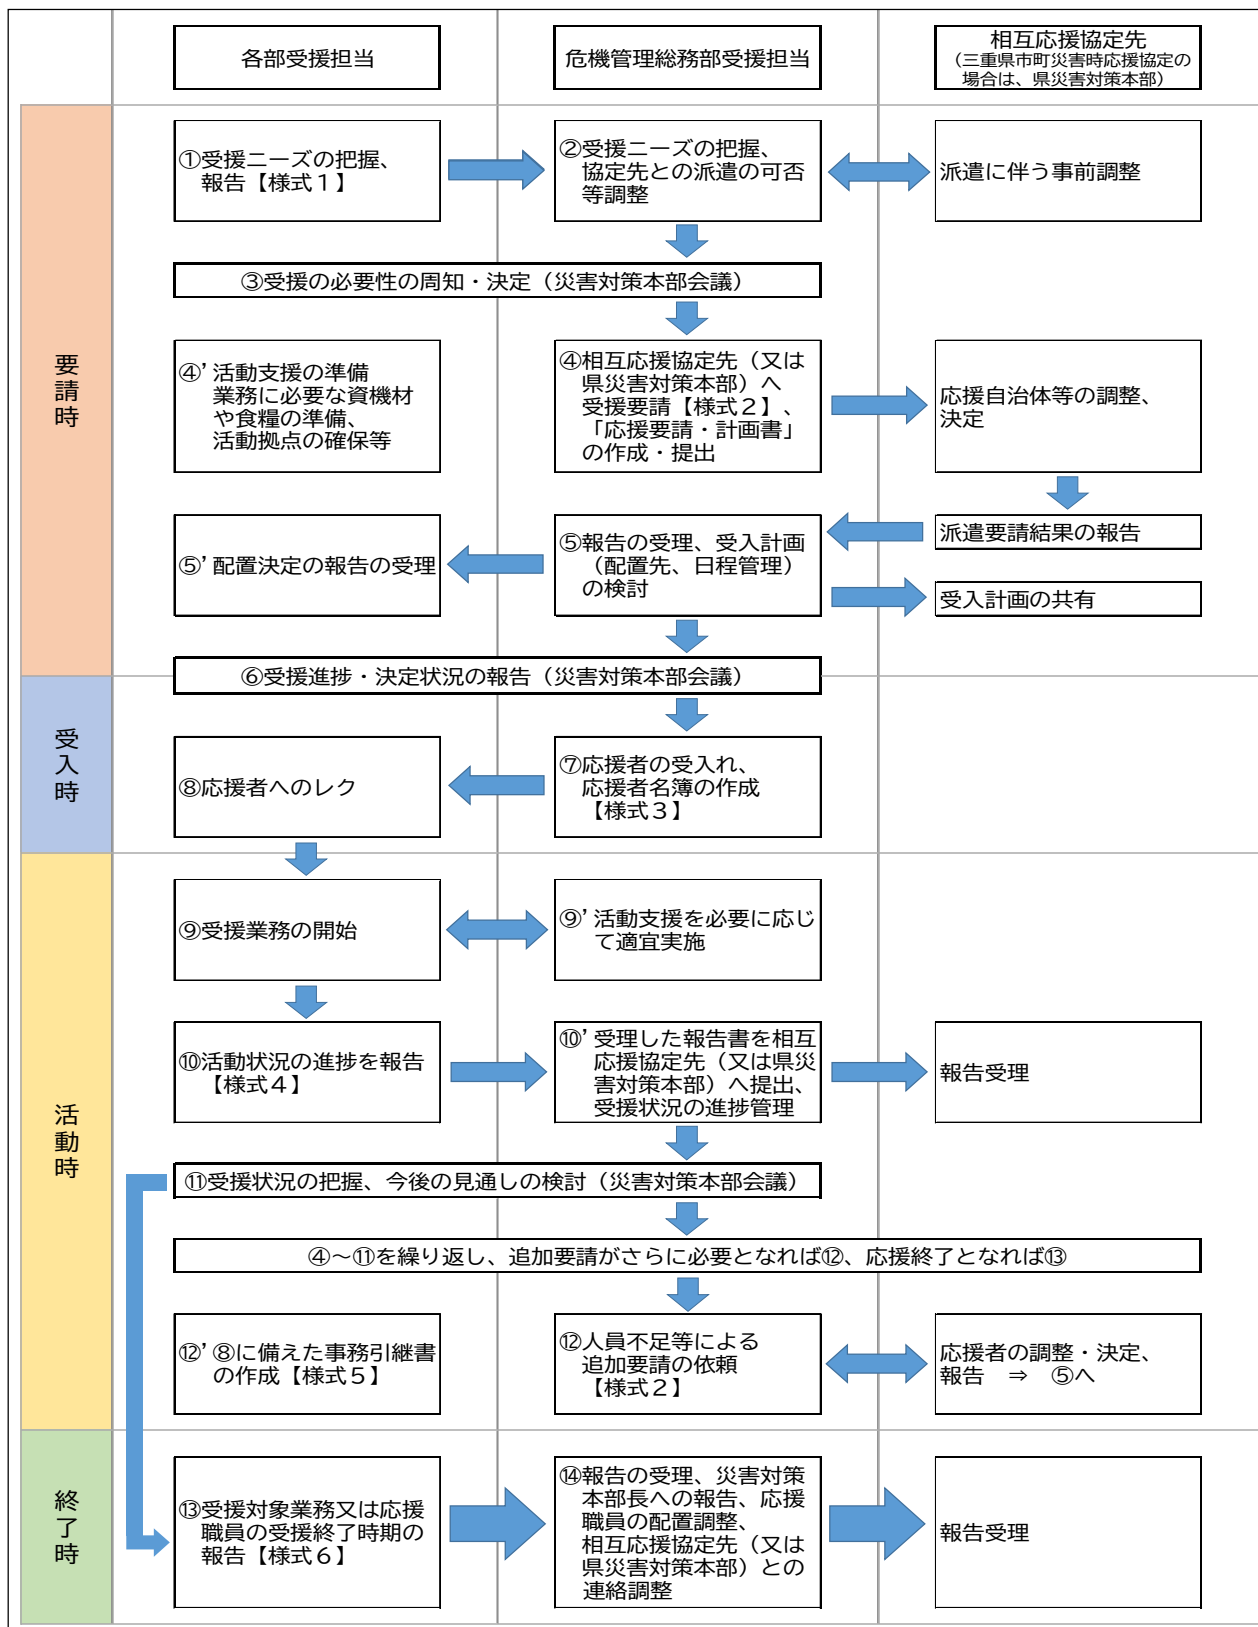 各部受援担当
危機管理総務部受援担当
相互応援協定先
(三重県市町災害時応援協定の
場合は、県災害対策本部)
要請時
①受援ニーズの把握、
報告【様式1】
②受援ニーズの把握、
協定先との派遣の可否
等調整
派遣に伴う事前調整
③受援の必要性の周知・決定(災害対策本部会議)
④’活動支援の準備
業務に必要な資機材
や食糧の準備、
活動拠点の確保等
④相互応援協定先(又は
県災害対策本部)へ
受援要請【様式2】、
「応援要請・計画書」
の作成・提出
応援自治体等の調整、
決定
派遣要請結果の報告
⑤’配置決定の報告の受理
⑤報告の受理、受入計画
(配置先、日程管理)
の検討
受入計画の共有
⑥受援進捗・決定状況の報告(災害対策本部会議)
受入時
⑧応援者へのレク
⑦応援者の受入れ、
応援者名簿の作成
【様式3】
活動時
⑨受援業務の開始
⑨’活動支援を必要に応じ
て適宜実施
⑩活動状況の進捗を報告
【様式4】
⑩’受理した報告書を相互
応援協定先(又は県災
害対策本部)へ提出、
受援状況の進捗管理
報告受理
⑪受援状況の把握、今後の見通しの検討(災害対策本部会議)
④~⑪を繰り返し、追加要請がさらに必要となれば⑫、応援終了となれば⑬
⑫’⑧に備えた事務引継書
の作成【様式5】
⑫人員不足等による
追加要請の依頼
【様式2】
応援者の調整・決定、
報告 ⇒ ⑤へ
終了時
⑬受援対象業務又は応援
職員の受援終了時期の
報告【様式6】
⑭報告の受理、災害対策
本部長への報告、応援
職員の配置調整、
相互応援協定先(又は
県災害対策本部)との
連絡調整
報告受理